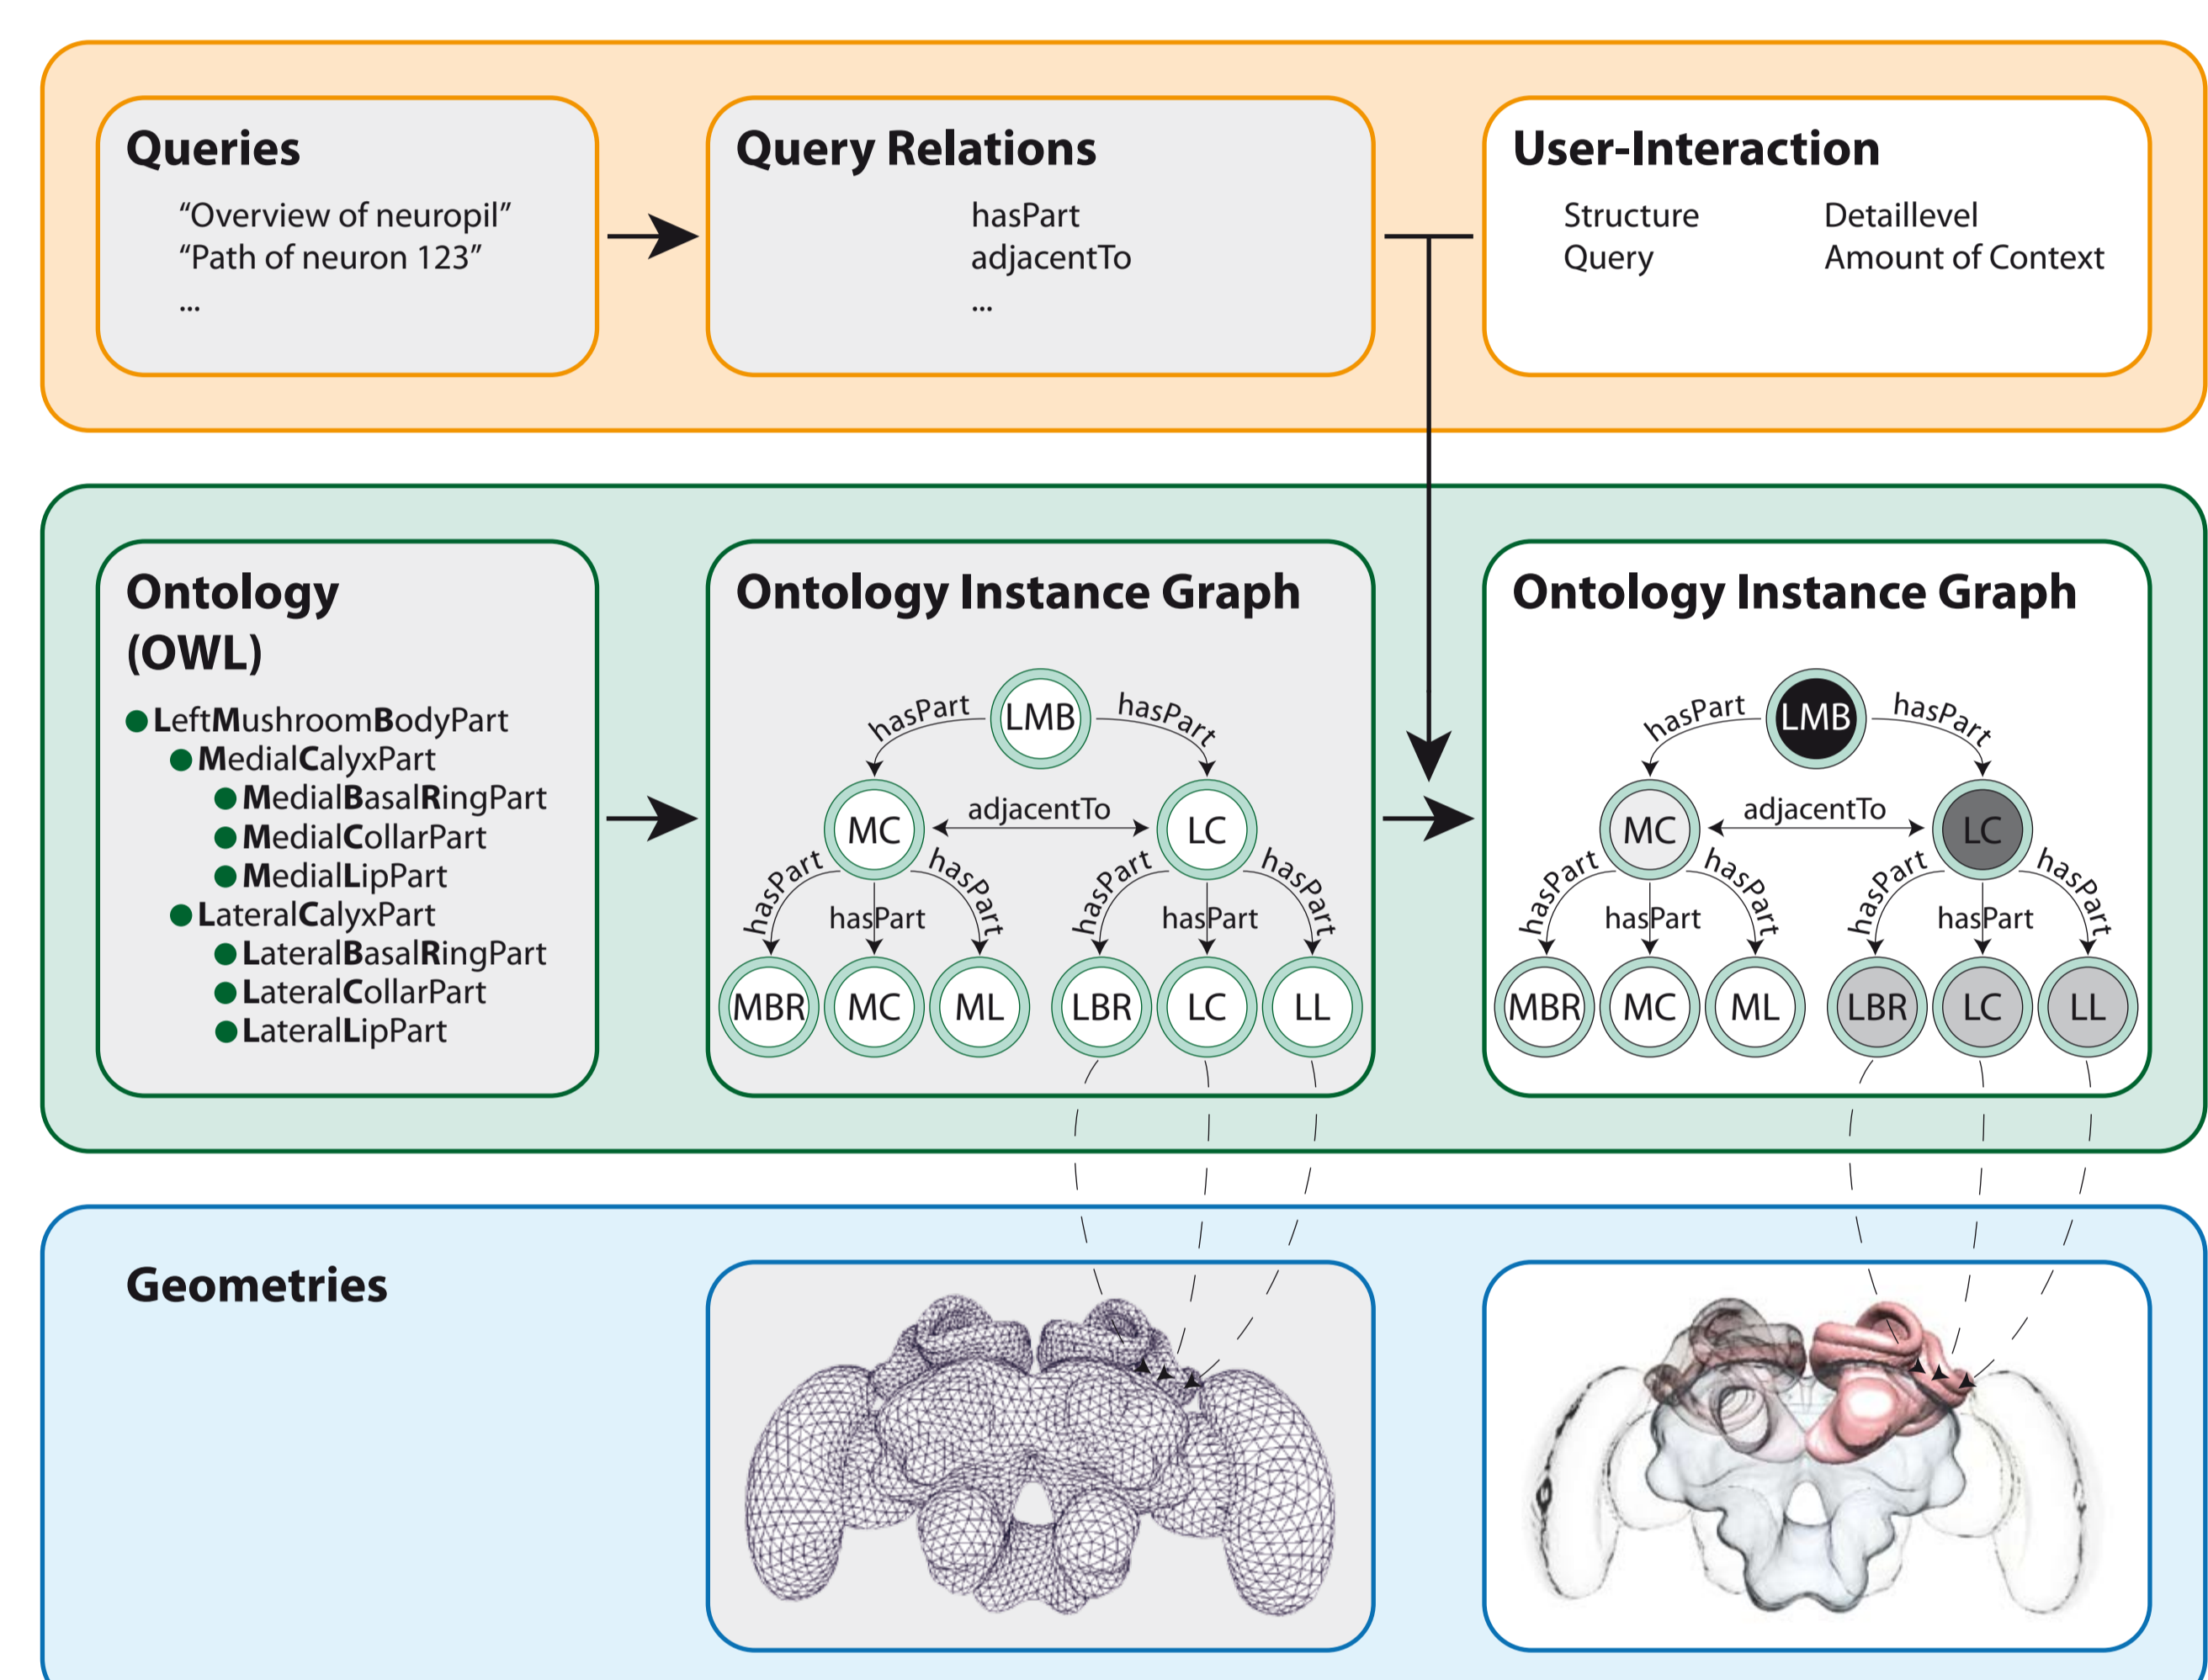 Queries
“Overview of neuropil”
“Path of neuron 123”
...
Query Relations
hasPart
adjacentTo
...
User-Interaction
Structure Detaillevel
Query Amount of Context
Ontology
(OWL)
LeftMushroomBodyPart
MedialCalyxPart
MedialBasalRingPart
MedialCollarPart
MedialLipPart
LateralCalyxPart
LateralBasalRingPart
LateralCollarPart
LateralLipPart
Ontology Instance Graph
hasPart LMB hasPart
MC adjacentTo LC
hasPart hasPart hasPart hasPart hasPart hasPart
MBR MC ML LBR LC LL
Ontology Instance Graph
hasPart LMB hasPart
MC adjacentTo LC
hasPart hasPart hasPart hasPart hasPart hasPart
MBR MC ML LBR LC LL
Geometries